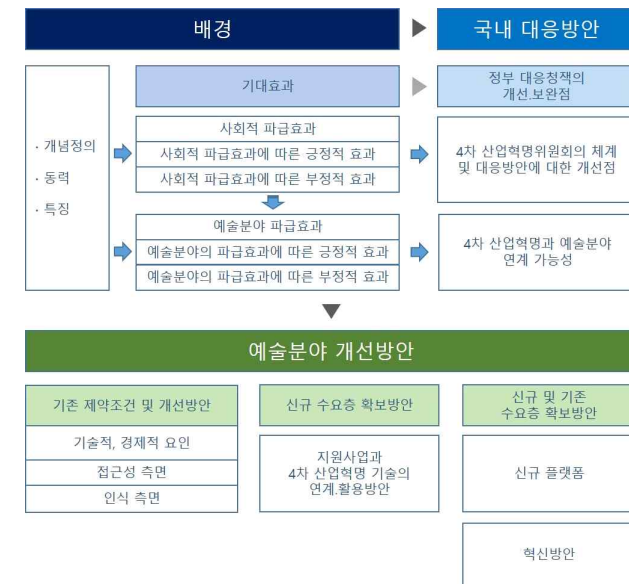 배경
국내 대응방안
기대효과
정부 대응청잭의
개선.보완점
· 개념정의
· 동력
· 특징
사회적 파급효과
사회적 파급효과에 따른 긍정적 효과
사회적 파급효과에 따른 부정적 효과
4차 산업혁명위원회의 체계
및 대응방안에 대한 개선점
예술분야 파급효과
예술분야의 파급효과에 따른 긍정적 효과
예술분야의 파급효과에 따른 부정적 효과
4차 산업혁명과 예술분야
연계 가능성
예술분야 개선방안
기존 제약조건 및 개선방안
기술적, 경제적 요인
접근성 측면
인식 측면
신규 수요층 확보방안
지원사업과
4차 산업혁명 기술의
연계.활용방안
신규 및 기존
수요층 확보방안
신규 플랫폼
혁신방안